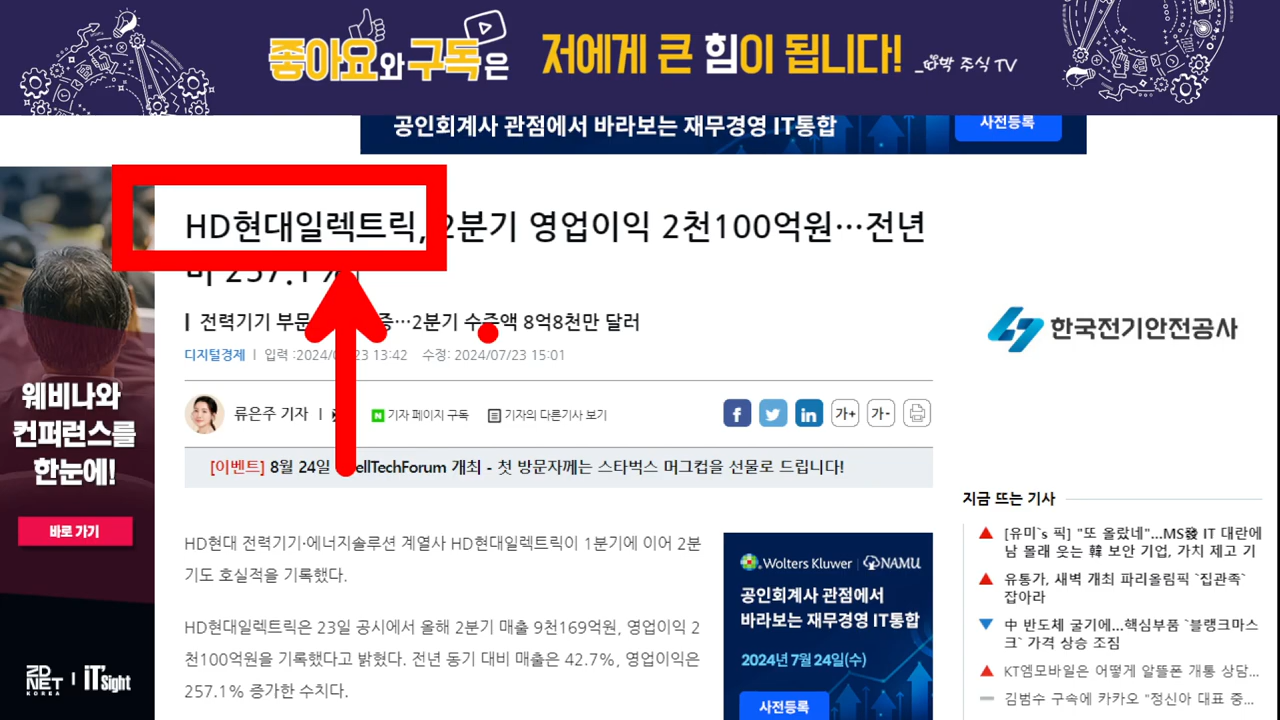 좋아요와 구독은 저에게 큰 힘이 됩니다!
박 주식 TV
공인회계사 관점에서 바라보는 재무경영 IT통합
사전등록
HD현대일렉트릭, 2분기 영업이익 2천100억원…전년
비 257.1%↑
전력기기 부문 증…2분기 수주액 8억8천만 달러
디지털경제 | 입력 :2024/ 23 13:42 수정: 2024/07/23 15:01
류은주 기자
기자 페이지 구독
기자의 다른기사 보기
가+
가-
[이벤트] 8월 24일 ellTechForum 개최 - 첫 방문자께는 스타벅스 머그컵을 선물로 드립니다!
HD현대 전력기기·에너지솔루션 계열사 HD현대일렉트릭이 1분기에 이어 2분
기도 호실적을 기록했다.
HD현대일렉트릭은 23일 공시에서 올해 2분기 매출 9천169억원, 영업이익 2
천100억원을 기록했다고 밝혔다. 전년 동기 대비 매출은 42.7%, 영업이익은
257.1% 증가한 수치다.
웨비나와
컨퍼런스를
한눈에!
바로 가기
ZDNET KOREA | iT'Sight
Wolters Kluwer | NAMU
공인회계사 관점에서
바라보는 재무경영 IT통합
2024년 7월 24일(수)
사전등록
한국전기안전공사
지금 뜨는 기사
[유미`s 픽] "또 올랐네"...MS發 IT 대란에
남 몰래 웃는 韓 보안 기업, 가치 제고 기
유통가, 새벽 개최 파리올림픽 `집관족`
잡아라
中 반도체 굴기에...핵심부품 `블랭크마스
크` 가격 상승 조짐
KT엠모바일은 어떻게 알뜰폰 개통 상담...
김범수 구속에 카카오 "정신아 대표 중...